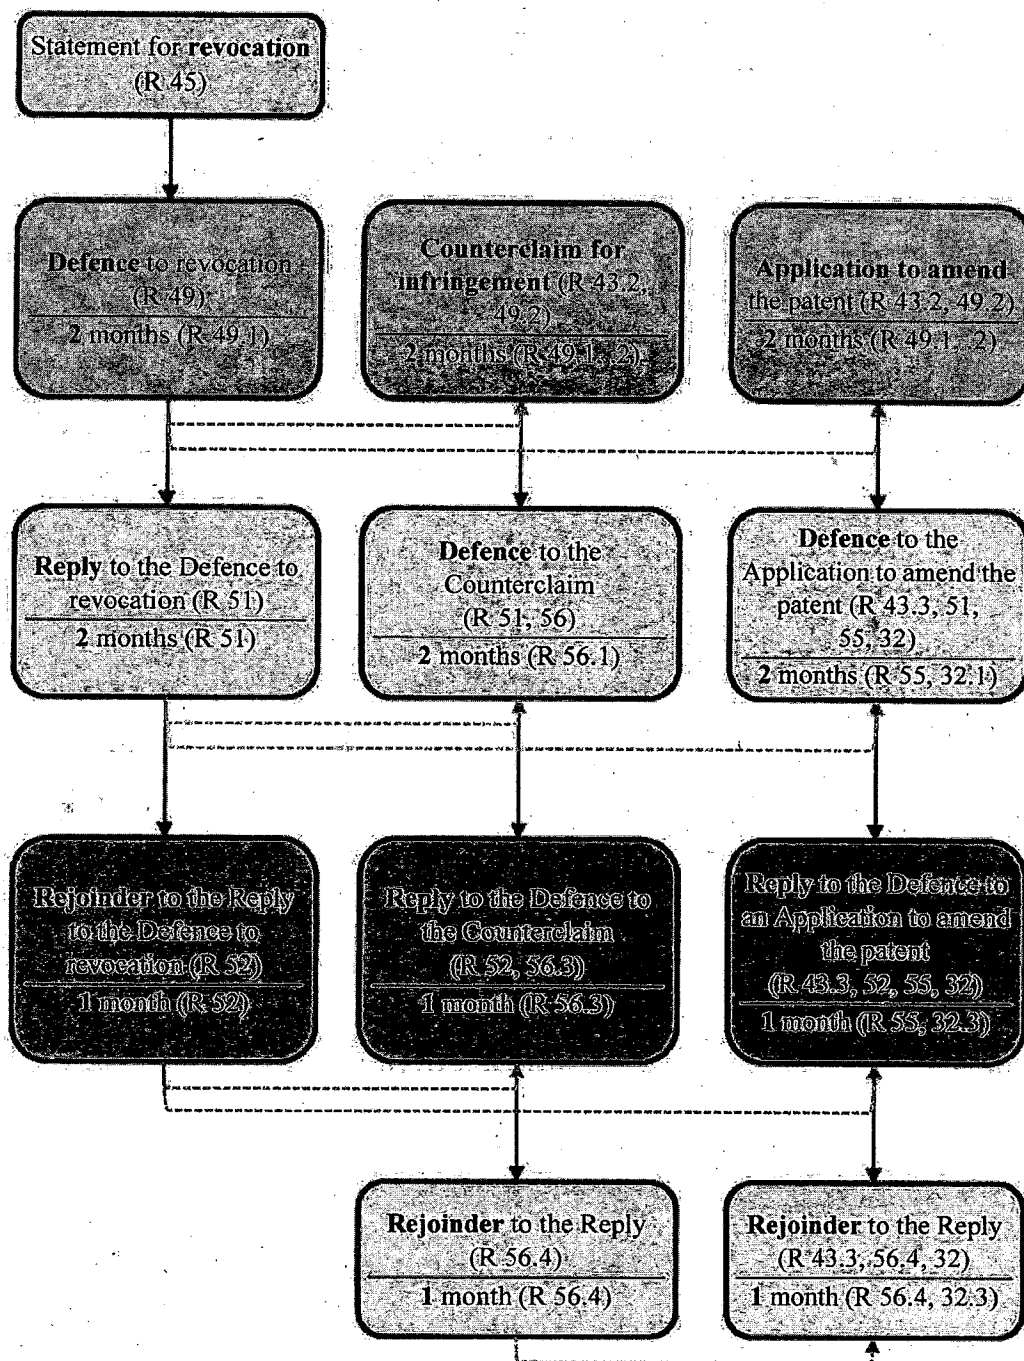 Statement for revocation
(R 45)
Defence to revocation
(R 49)
2 months (R 49.1)
Counterclaim for
infringement (R 43.2,
49.2)
2 months (R 49.1, .2)
Application to amend
the patent (R 43.2, 49.2)
2 months (R 49.1, .2)
Reply to the Defence to
revocation (R 51)
2 months (R 51)
Defence to the
Counterclaim
(R 51, 56)
2 months (R 56.1)
Defence to the
Application to amend the
patent (R 43.3, 51,
55, 32)
2 months (R 55, 32.1)
Rejoinder to the Reply
to the Defence to
revocation (R 52)
1 month (R 52)
Reply to the Defence to
the Counterclaim
(R 52, 56.3)
1 month (R 56.3)
Reply to the Defence to
an Application to amend
the patent
(R 43.3, 52, 55, 32)
1 month (R 55, 32.3)
Rejoinder to the Reply
(R 56.4)
1 month (R 56.4)
Rejoinder to the Reply
(R 43.3, 56.4, 32)
1 month (R 56.4, 32.3)